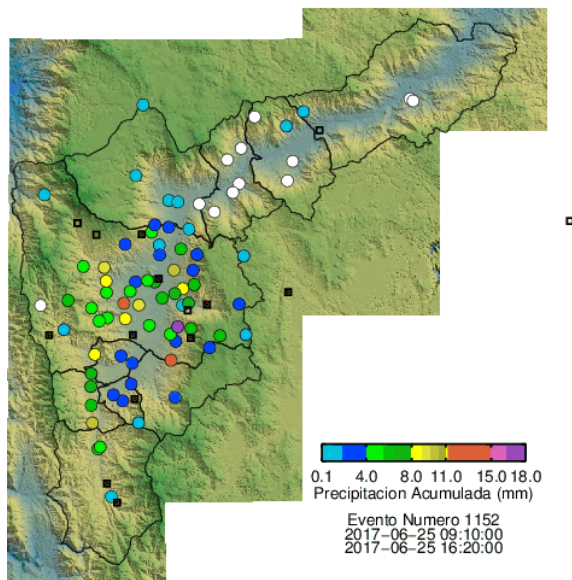 0.1 4.0 8.0 11.0 15.0 18.0
Precipitacion Acumulada (mm)
Evento Numero 1152
2017-06-25 09:10:00
2017-06-25 16:20:00